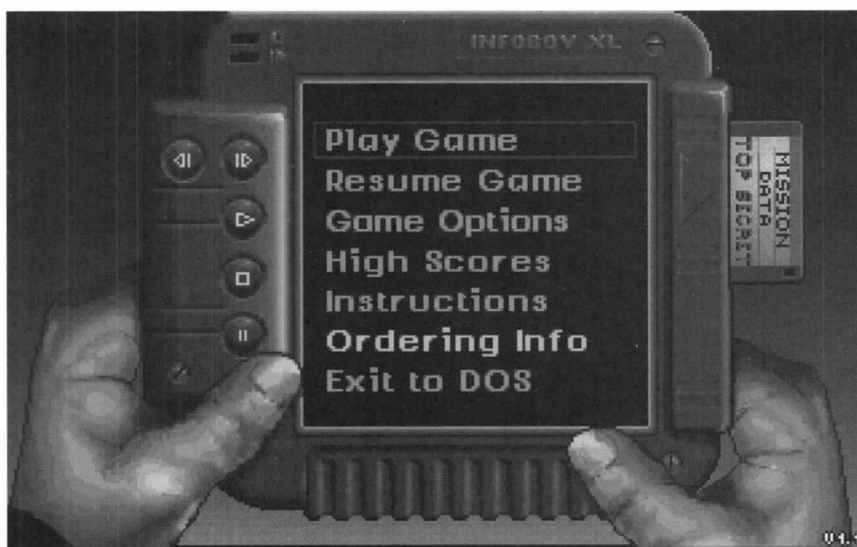 INFOBOY XL
Play Game
Resume Game
Game Options
High Scores
Instructions
Ordering Info
Exit to DOS
MISSION
DATA
TOP SECRET